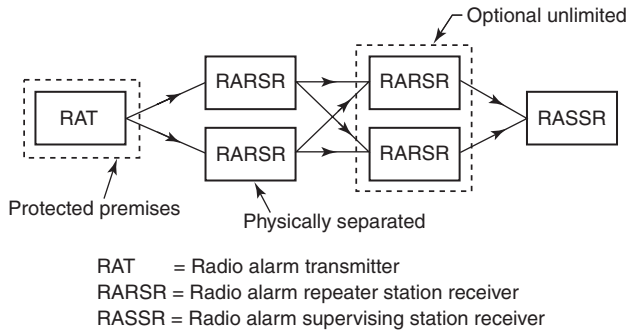 Optional unlimited
RARSR
RARSR
RAT
RASSR
RARSR
RARSR
Protected premises
Physically separated
RAT = Radio alarm transmitter
RARSR = Radio alarm repeater station receiver
RASSR = Radio alarm supervising station receiver